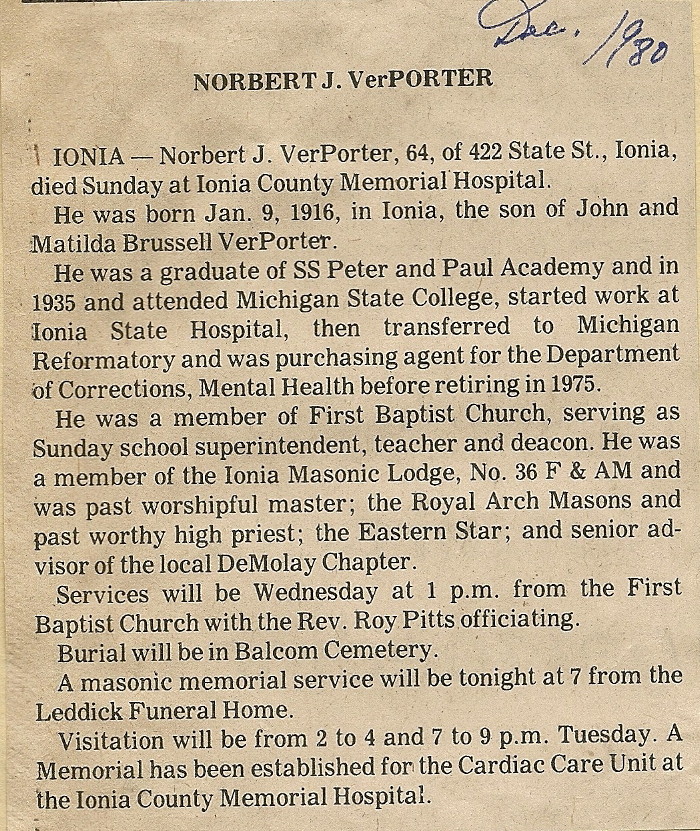 Dec. 1980
NORBERT J. VerPORTER
IONIA — Norbert J. VerPorter, 64, of 422 State St., Ionia,
died Sunday at Ionia County Memorial Hospital.
He was born Jan. 9, 1916, in Ionia, the son of John and
Matilda Brussell VerPorter.
He was a graduate of SS Peter and Paul Academy and in
1935 and attended Michigan State College, started work at
Ionia State Hospital, then transferred to Michigan
Reformatory and was purchasing agent for the Department
of Corrections, Mental Health before retiring in 1975.
He was a member of First Baptist Church, serving as
Sunday school superintendent, teacher and deacon. He was
a member of the Ionia Masonic Lodge, No. 36 F & AM and
was past worshipful master; the Royal Arch Masons and
past worthy high priest; the Eastern Star; and senior ad-
visor of the local DeMolay Chapter.
Services will be Wednesday at 1 p.m. from the First
Baptist Church with the Rev. Roy Pitts officiating.
Burial will be in Balcom Cemetery.
A masonic memorial service will be tonight at 7 from the
Leddick Funeral Home.
Visitation will be from 2 to 4 and 7 to 9 p.m. Tuesday. A
Memorial has been established for the Cardiac Care Unit at
the Ionia County Memorial Hospital.